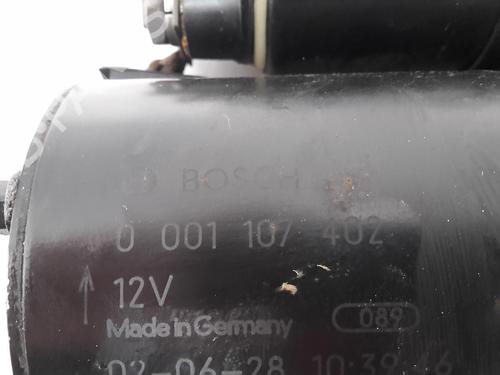 BOSCH
0 001 107 402
12V
Made in Germany 089
02-06-28 10:39:46